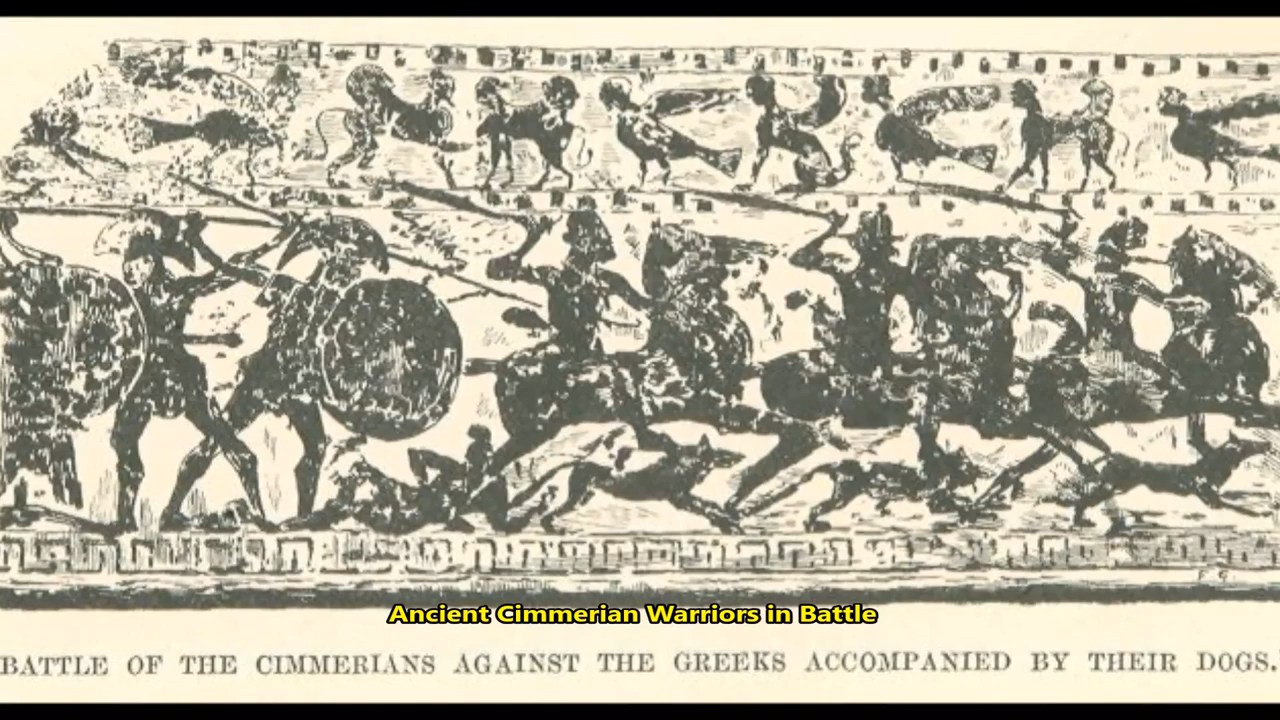 Ancient Cimmerian Warriors in Battle
BATTLE OF THE CIMMERIANS AGAINST THE GREEKS ACCOMPANIED BY THEIR DOGS.